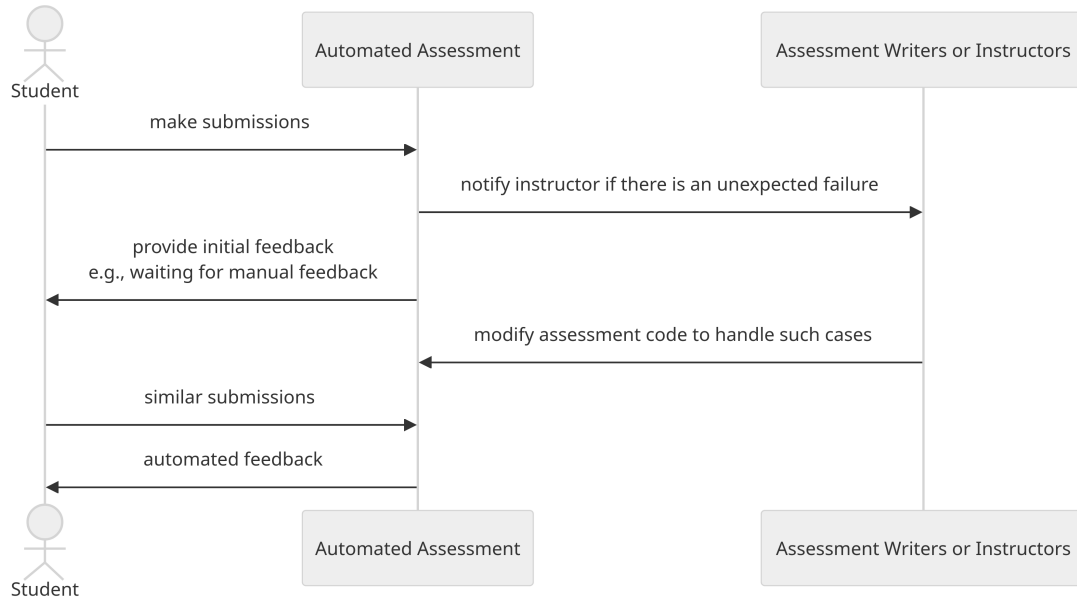 Student
Automated Assessment
Assessment Writers or Instructors
make submissions
notify instructor if there is an unexpected failure
provide initial feedback
e.g., waiting for manual feedback
modify assessment code to handle such cases
similar submissions
automated feedback
Student
Automated Assessment
Assessment Writers or Instructors